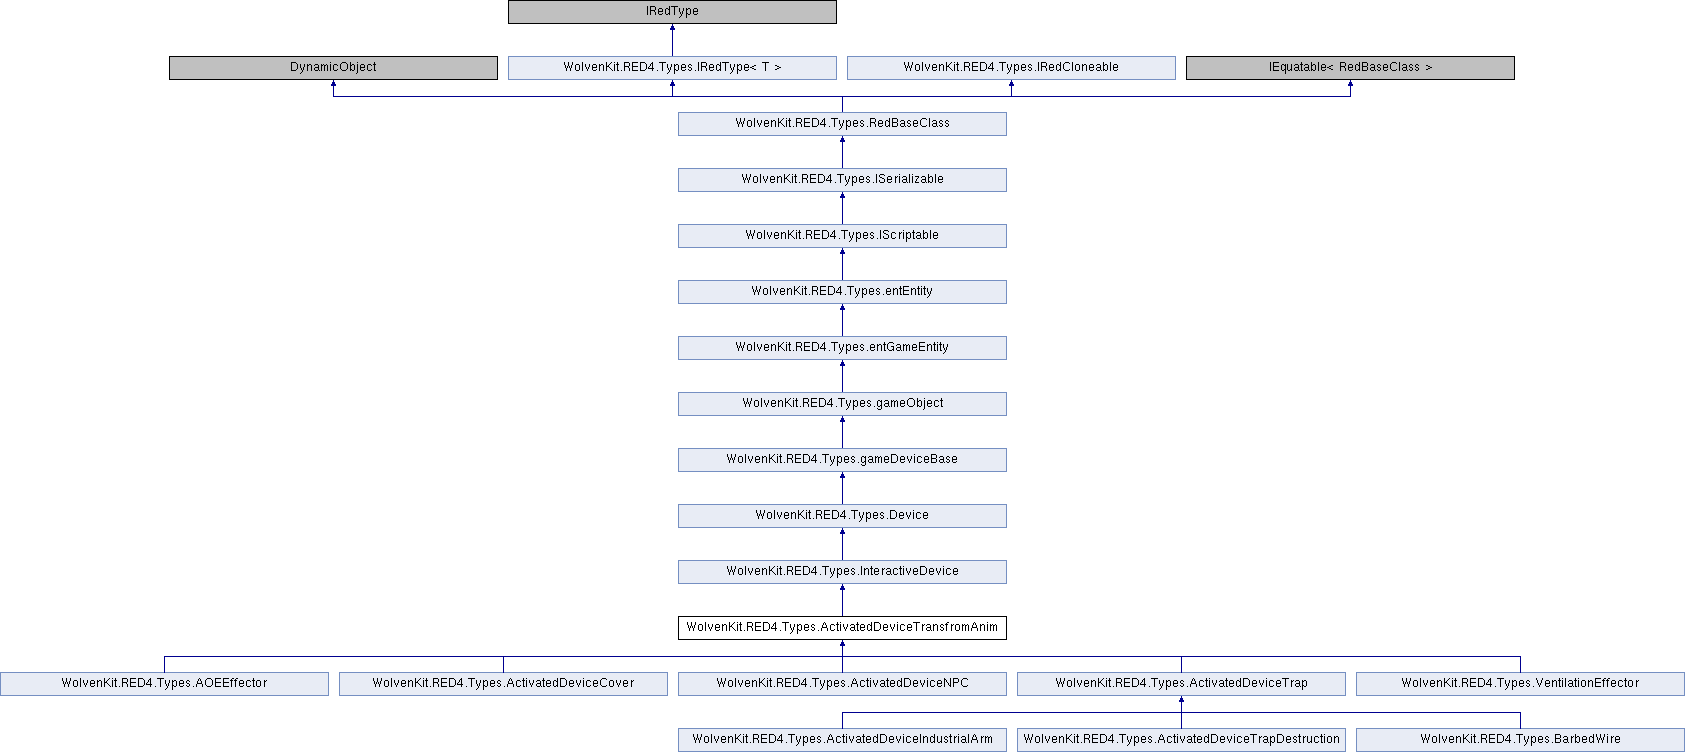 IRedType
DynamicObject
WolvenKit.RED4.Types.IRedType< T >
WolvenKit.RED4.Types.IRedCloneable
IEquatable< RedBaseClass >
WolvenKit.RED4.Types.RedBaseClass
WolvenKit.RED4.Types.ISerializable
WolvenKit.RED4.Types.IScriptable
WolvenKit.RED4.Types.entEntity
WolvenKit.RED4.Types.entGameEntity
WolvenKit.RED4.Types.gameObject
WolvenKit.RED4.Types.gameDeviceBase
WolvenKit.RED4.Types.Device
WolvenKit.RED4.Types.InteractiveDevice
WolvenKit.RED4.Types.ActivatedDeviceTransfromAnim
WolvenKit.RED4.Types.AOEEffector
WolvenKit.RED4.Types.ActivatedDeviceCover
WolvenKit.RED4.Types.ActivatedDeviceNPC
WolvenKit.RED4.Types.ActivatedDeviceTrap
WolvenKit.RED4.Types.VentilationEffector
WolvenKit.RED4.Types.ActivatedDeviceIndustrialArm
WolvenKit.RED4.Types.ActivatedDeviceTrapDestruction
WolvenKit.RED4.Types.BarbedWire